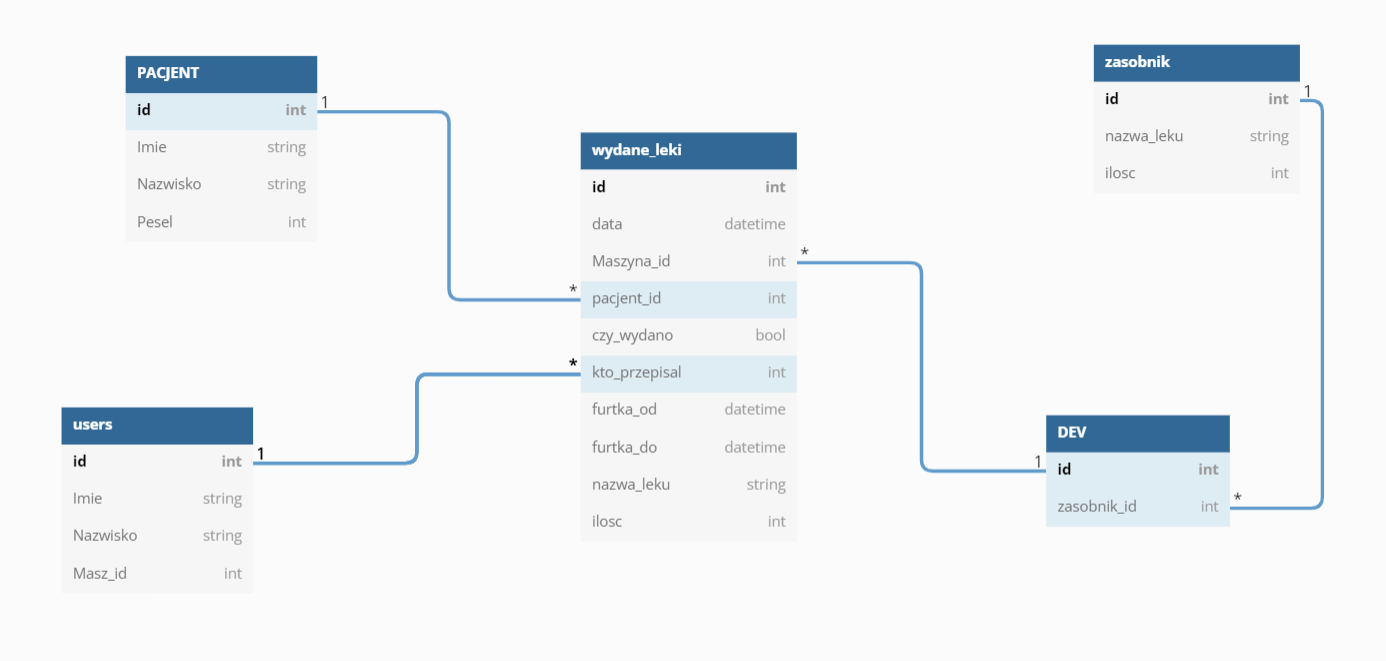 PACJENT
id int
Imie string
Nazwisko string
Pesel int
1
*
wydane_leki
id int
data datetime
Maszyna_id int
pacjent_id int
czy_wydano bool
kto_przepisal int
furtka_od datetime
furtka_do datetime
nazwa_leku string
ilosc int
*
*
zasobnik
id int
nazwa_leku string
ilosc int
1
users
id int
Imie string
Nazwisko string
Masz_id int
1
DEV
id int
zasobnik_id int
1
*